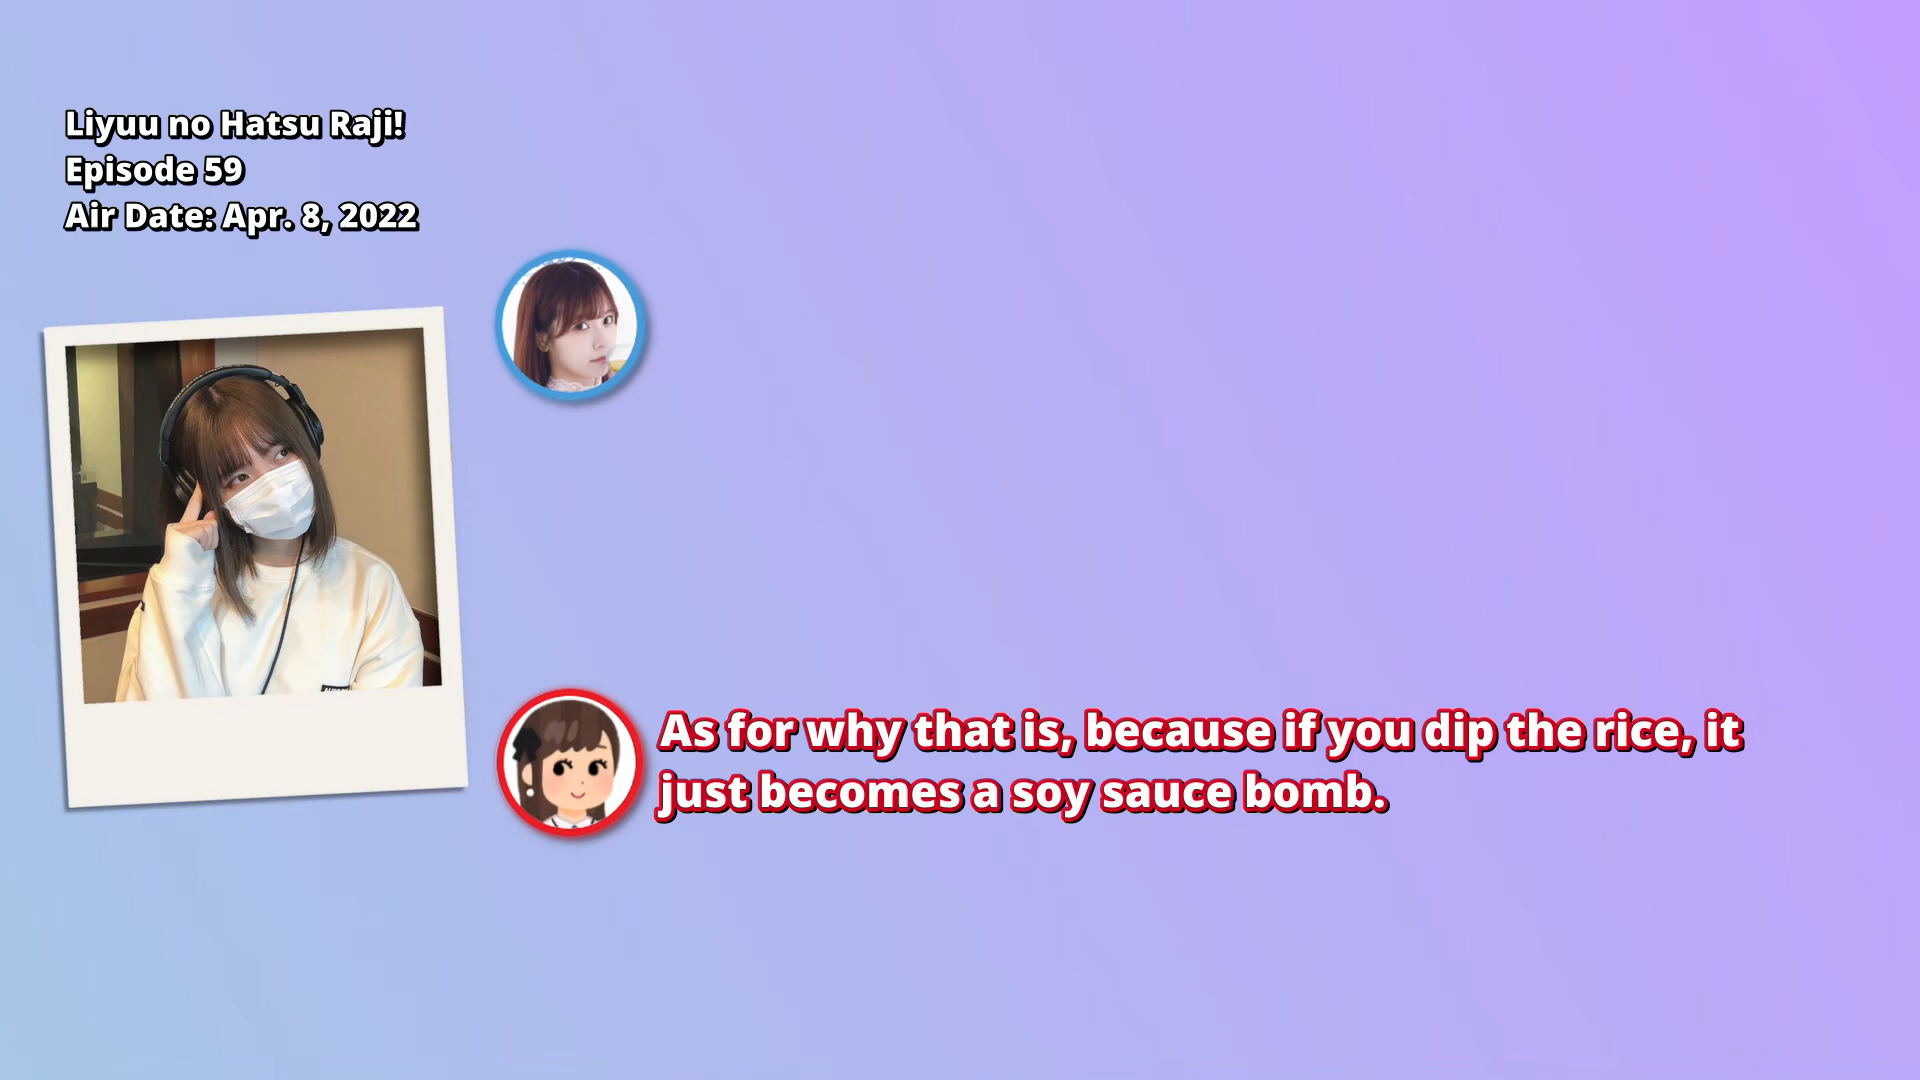 Liyuu no Hatsu Raji!
Episode 59
Air Date: Apr. 8, 2022
As for why that is, because if you dip the rice, it
just becomes a soy sauce bomb.